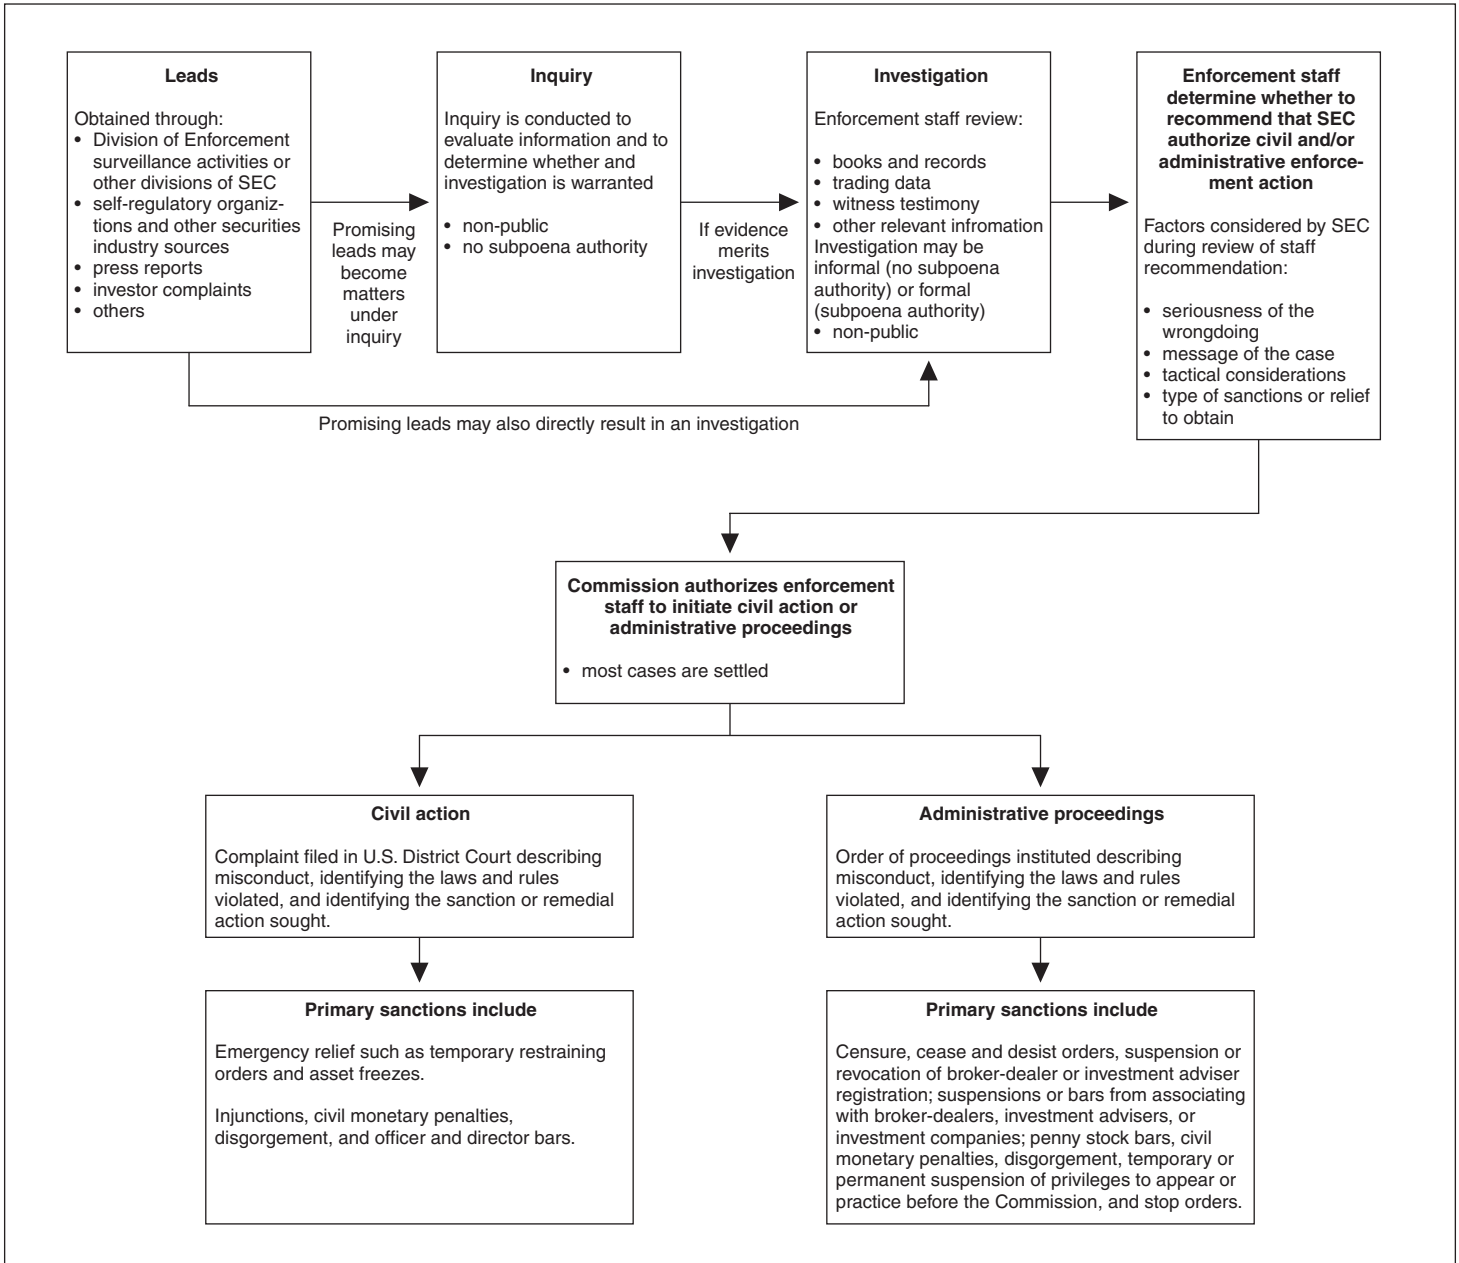 Leads
Obtained through:
• Division of Enforcement
surveillance activities or
other divisions of SEC
• self-regulatory organiz-
tions and other securities
industry sources
• press reports
• investor complaints
• others
Promising
leads may
become
matters
under
inquiry
Inquiry
Inquiry is conducted to
evaluate information and to
determine whether and
investigation is warranted
• non-public
• no subpoena authority
If evidence
merits
investigation
Investigation
Enforcement staff review:
• books and records
• trading data
• witness testimony
• other relevant infromation
Investigation may be
informal (no subpoena
authority) or formal
(subpoena authority)
• non-public
Enforcement staff
determine whether to
recommend that SEC
authorize civil and/or
administrative enforce-
ment action
Factors considered by SEC
during review of staff
recommendation:
• seriousness of the
wrongdoing
• message of the case
• tactical considerations
• type of sanctions or relief
to obtain
Promising leads may also directly result in an investigation
Commission authorizes enforcement
staff to initiate civil action or
administrative proceedings
• most cases are settled
Civil action
Complaint filed in U.S. District Court describing
misconduct, identifying the laws and rules
violated, and identifying the sanction or remedial
action sought.
Administrative proceedings
Order of proceedings instituted describing
misconduct, identifying the laws and rules
violated, and identifying the sanction or remedial
action sought.
Primary sanctions include
Emergency relief such as temporary restraining
orders and asset freezes.
Injunctions, civil monetary penalties,
disgorgement, and officer and director bars.
Primary sanctions include
Censure, cease and desist orders, suspension or
revocation of broker-dealer or investment adviser
registration; suspensions or bars from associating
with broker-dealers, investment advisers, or
investment companies; penny stock bars, civil
monetary penalties, disgorgement, temporary or
permanent suspension of privileges to appear or
practice before the Commission, and stop orders.